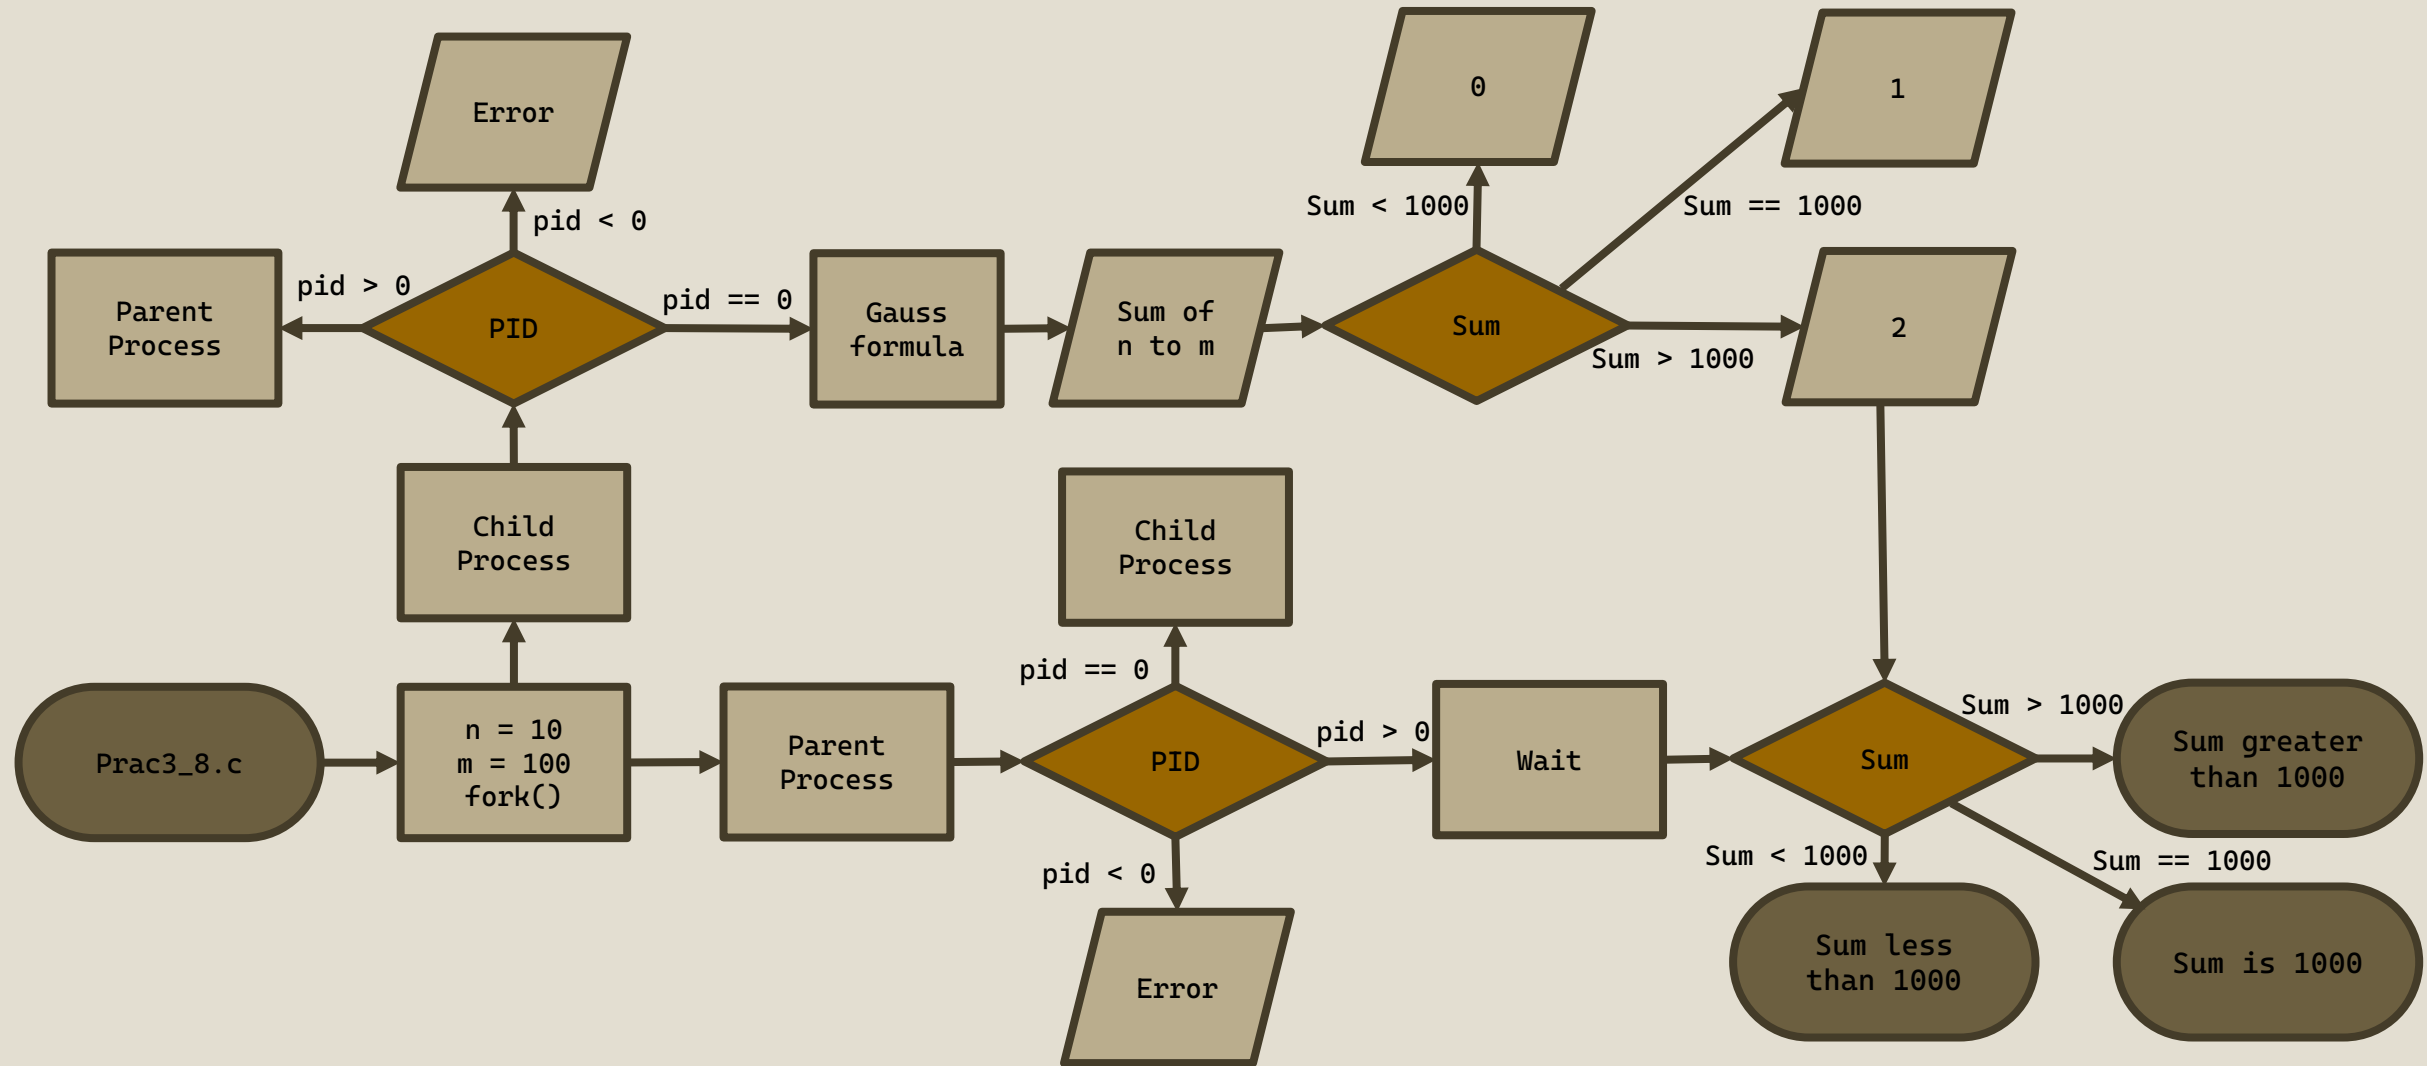 Error
pid < 0
Parent
Process
pid > 0
PID
pid == 0
Gauss
formula
Sum of
n to m
Sum
Sum < 1000
0
Sum == 1000
1
Sum > 1000
2
Child
Process
Prac3_8.c
n = 10
m = 100
fork()
Parent
Process
PID
pid == 0
Child
Process
pid < 0
Error
pid > 0
Wait
Sum
Sum > 1000
Sum greater
than 1000
Sum < 1000
Sum less
than 1000
Sum == 1000
Sum is 1000